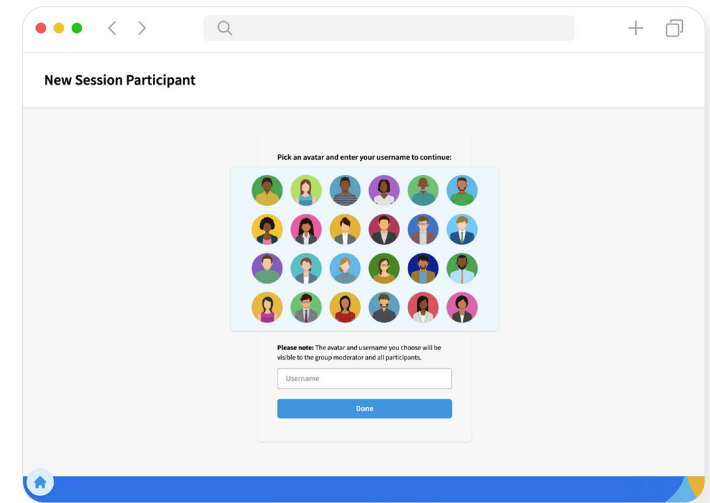 New Session Participant
Pick an avatar and enter your username to continue:
Please note: The avatar and username you choose will be
visible to the group moderator and all participants.
Username
Done